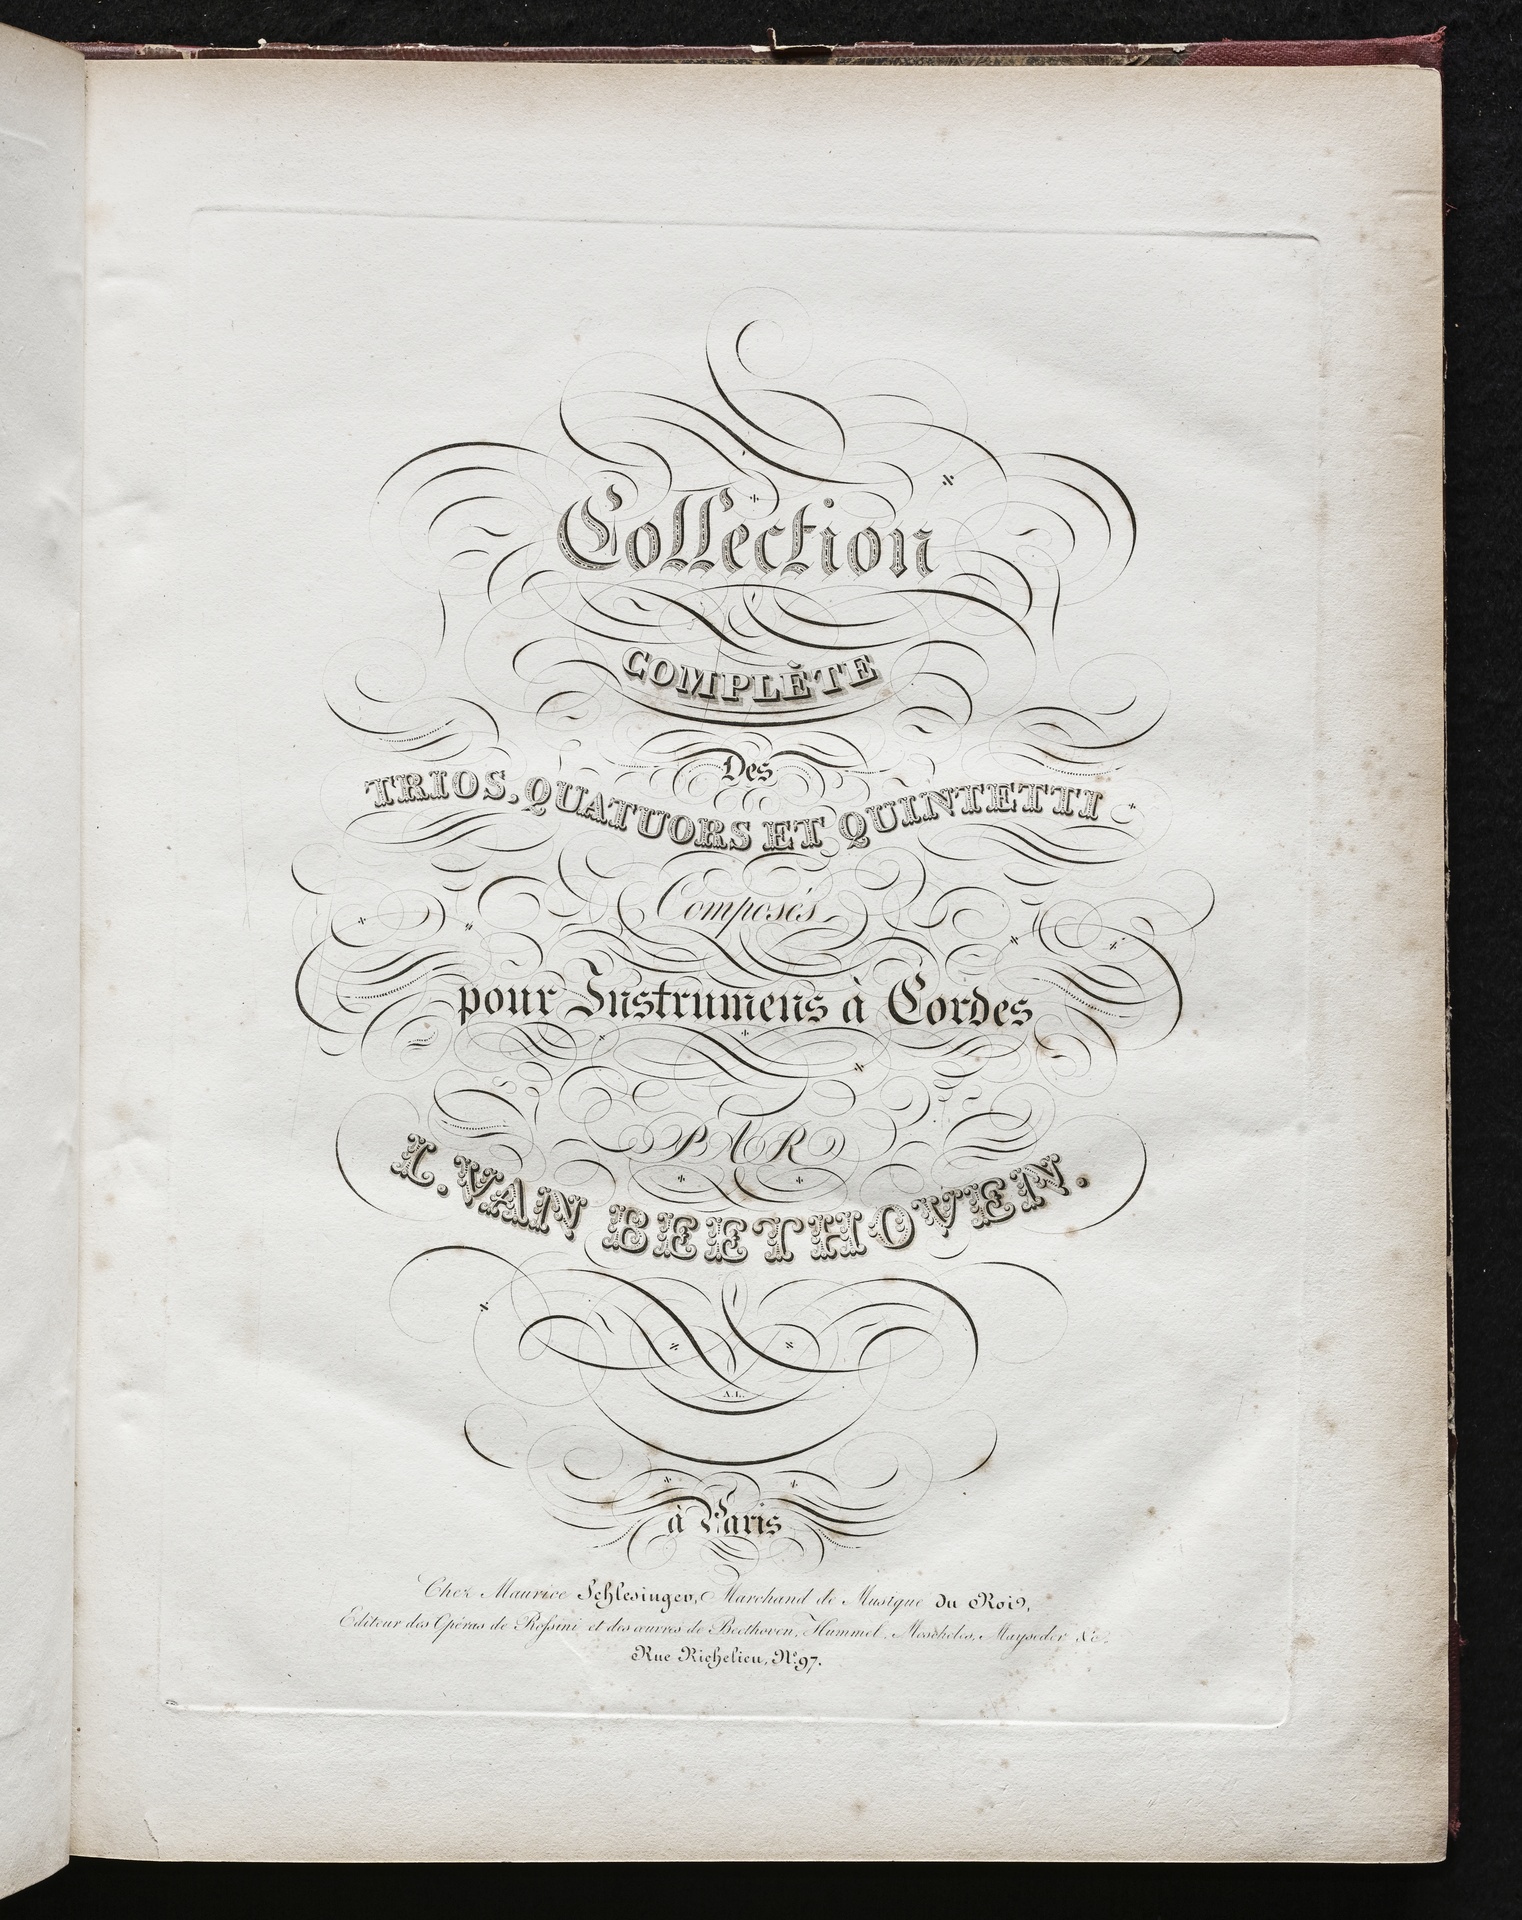 Collection
COMPLÈTE
Des
TRIOS, QUATUORS ET QUINTETTI
Composés
pour Instrumens à Cordes
PAR
L. VAN BEETHOVEN.
A.L.
à Paris
Chez Maurice Schlesinger, Marchand de Musique du Roi,
Editeur des Opéras de Rossini et des œuvres de Beethoven, Hummel, Moscheles, Mayseder &c.
Rue Richelieu, No. 97.